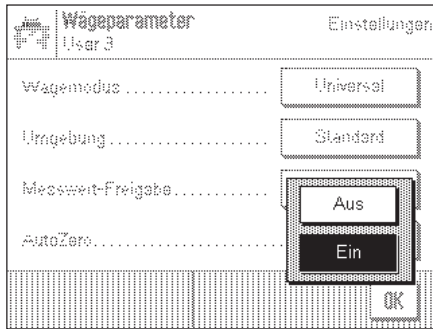 Wägeparameter Einstellungen
User 3
Wägemodus.................. Universal
Umgebung................... Standard
Messwert-Freigabe............
Aus
AutoZero....................
Ein
OK